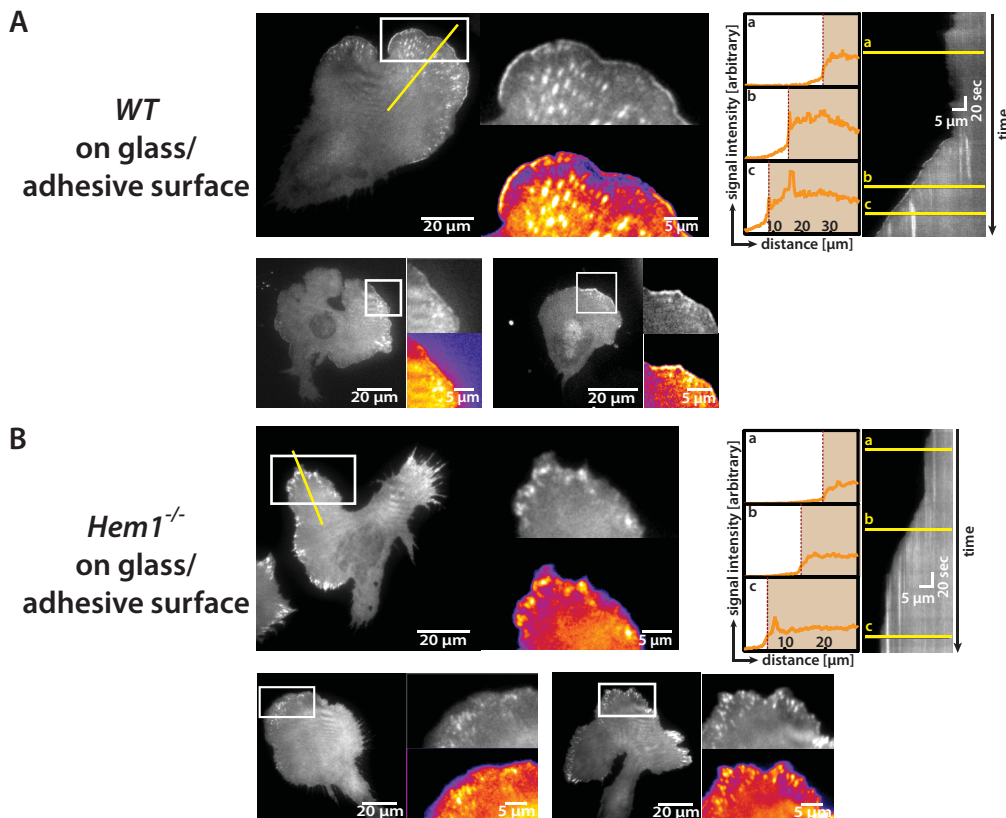 A
WT
on glass/
adhesive surface
20 µm
5 µm
signal intensity [arbitrary]
a
b
c
10 20 30
distance [µm]
a
5 µm
20 sec
b
c
time
20 µm
5 µm
20 µm
5 µm
B
Hem1-/-
on glass/
adhesive surface
20 µm
5 µm
signal intensity [arbitrary]
a
b
c
10 20
distance [µm]
a
b
5 µm
20 sec
c
time
20 µm
5 µm
20 µm
5 µm